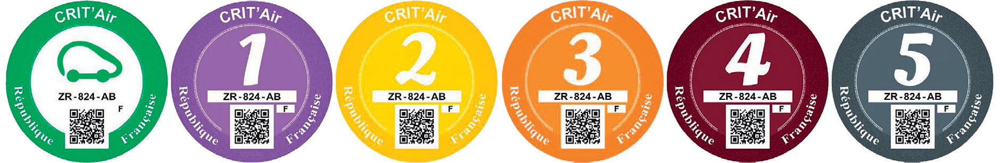 CRIT'Air
ZR-824-AB
F
République Française
CRIT'Air
1
ZR-824-AB
F
République Française
CRIT'Air
2
ZR-824-AB
F
République Française
CRIT'Air
3
ZR-824-AB
F
République Française
CRIT'Air
4
ZR-824-AB
F
République Française
CRIT'Air
5
ZR-824-AB
F
République Française